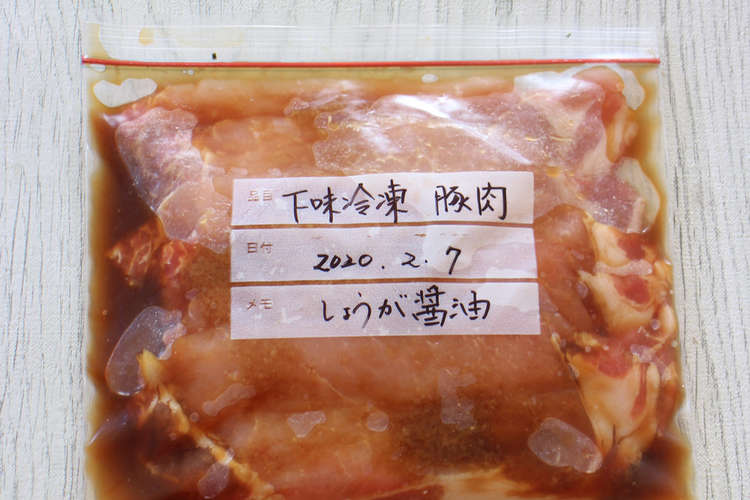 品目 下味冷凍 豚肉
日付 2020.2.7
メモ しょうが醤油